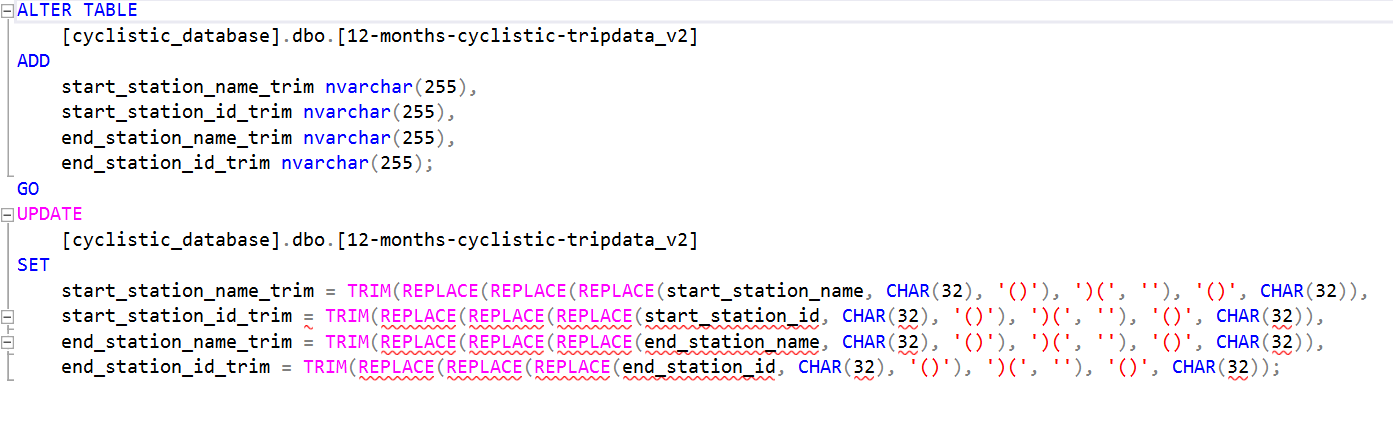 ALTER TABLE
[cyclistic_database].dbo.[12-months-cyclistic-tripdata_v2]
ADD
start_station_name_trim nvarchar(255),
start_station_id_trim nvarchar(255),
end_station_name_trim nvarchar(255),
end_station_id_trim nvarchar(255);
GO
UPDATE
[cyclistic_database].dbo.[12-months-cyclistic-tripdata_v2]
SET
start_station_name_trim = TRIM(REPLACE(REPLACE(REPLACE(start_station_name, CHAR(32), '()'), ')(', ''), '()', CHAR(32)),
start_station_id_trim = TRIM(REPLACE(REPLACE(REPLACE(start_station_id, CHAR(32), '()'), ')(', ''), '()', CHAR(32)),
end_station_name_trim = TRIM(REPLACE(REPLACE(REPLACE(end_station_name, CHAR(32), '()'), ')(', ''), '()', CHAR(32)),
end_station_id_trim = TRIM(REPLACE(REPLACE(REPLACE(end_station_id, CHAR(32), '()'), ')(', ''), '()', CHAR(32));